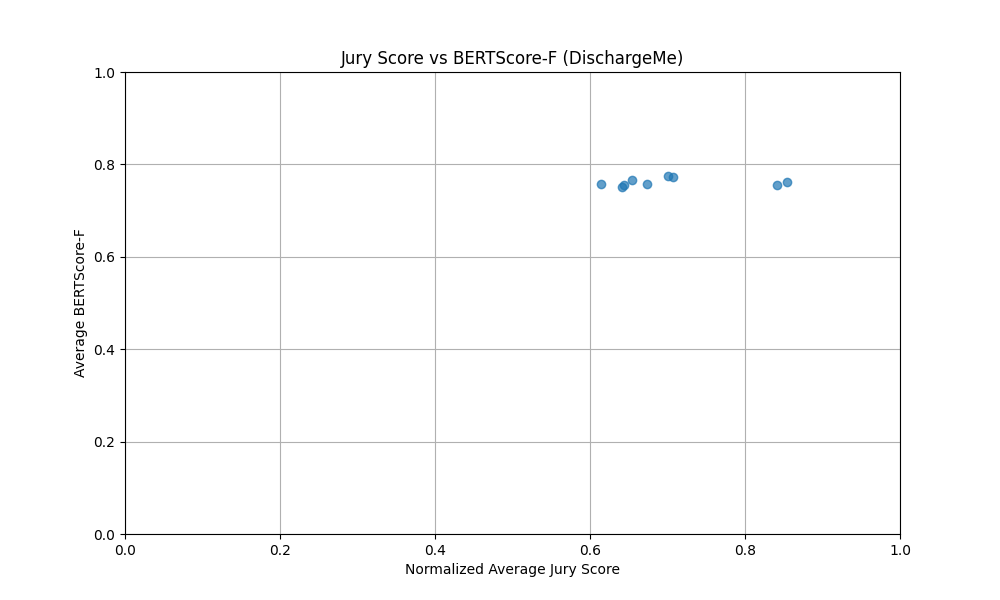 Jury Score vs BERTScore-F (DischargeMe)
1.0
0.8
0.6
0.4
0.2
0.0
Average BERTScore-F
0.0 0.2 0.4 0.6 0.8 1.0
Normalized Average Jury Score